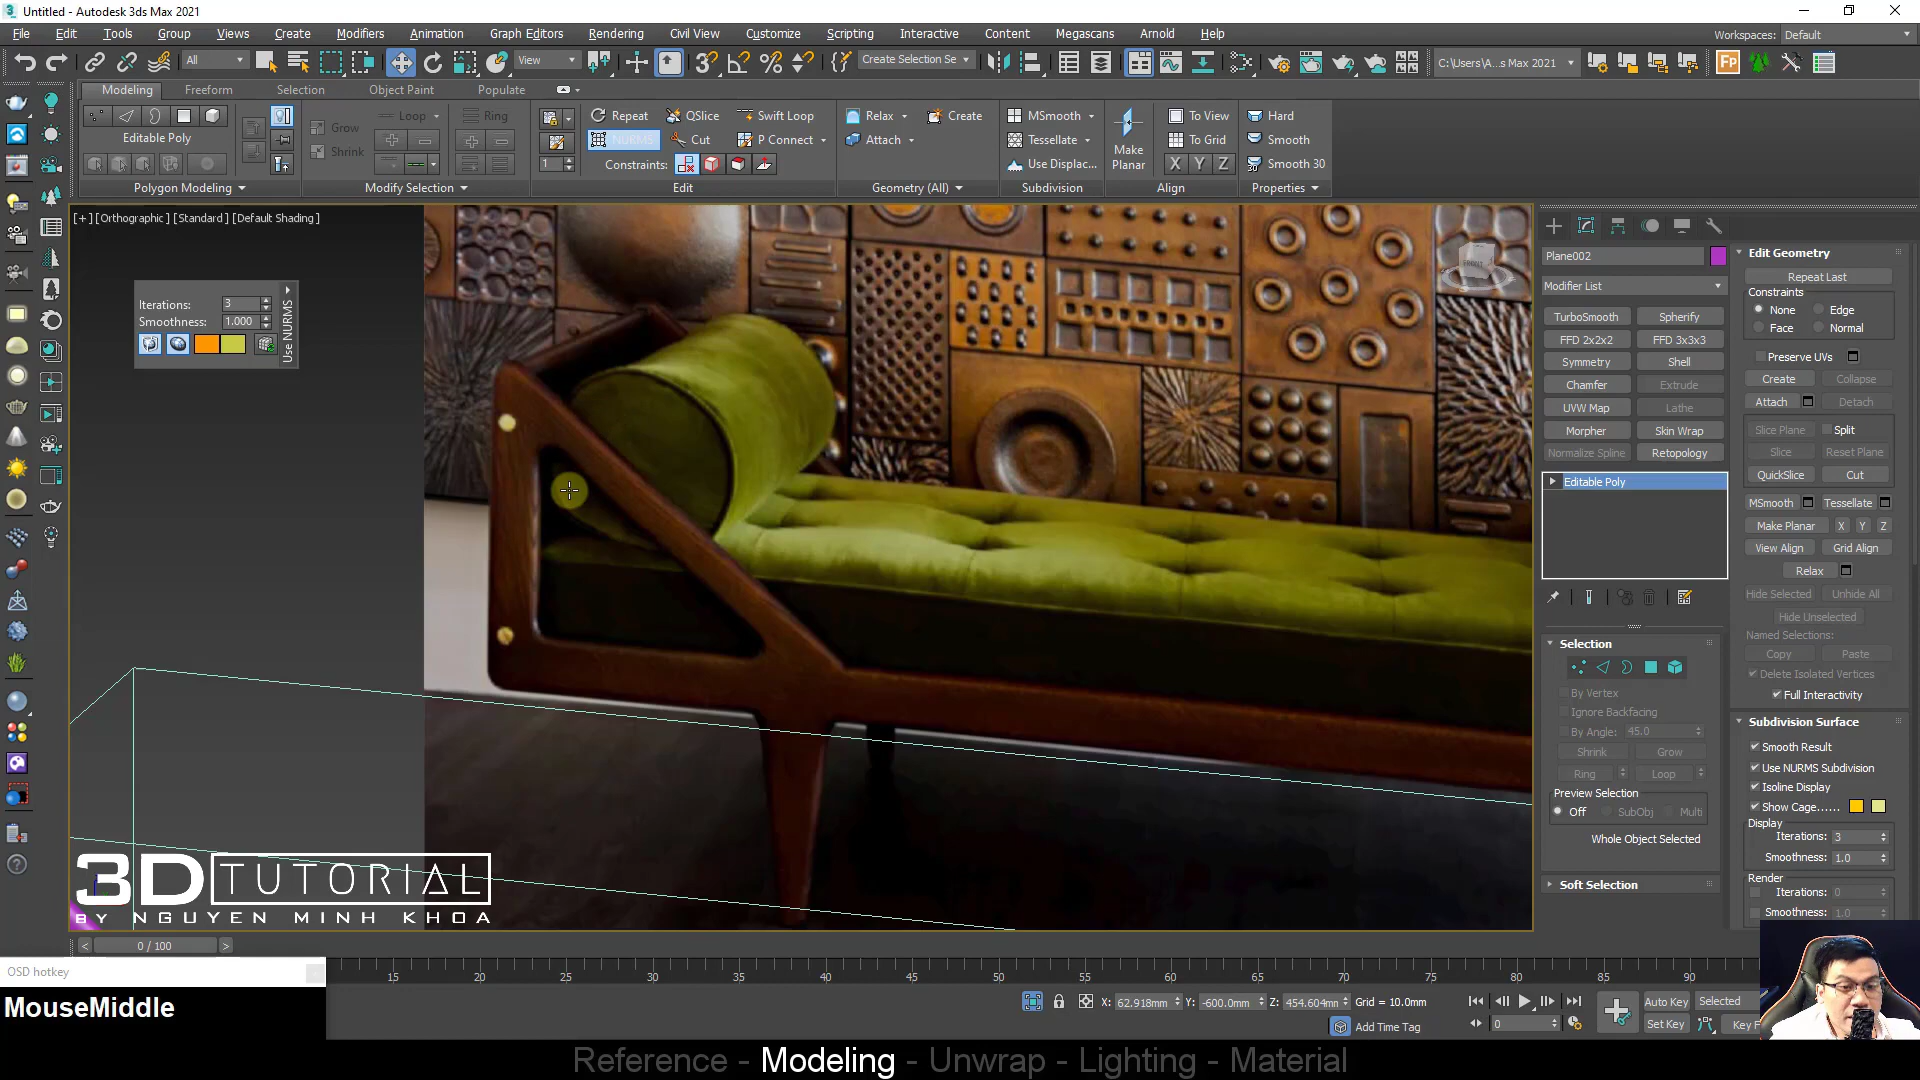 Untitled - Autodesk 3ds Max 2021
File Edit Tools Group Views Create Modifiers Animation Graph Editors Rendering Civil View Customize Scripting Interactive Content Megascans Arnold Help
Workspaces: Default
All View Create Selection Se C:\Users\A...s Max 2021
Modeling Freeform Selection Object Paint Populate
Editable Poly
Polygon Modeling
Grow
Shrink
Loop
Ring
Modify Selection
1
Repeat QSlice Swift Loop
NURMS Cut P Connect
Constraints:
Edit
Relax Create
Attach
Geometry (All)
MSmooth
Tessellate
Use Displac...
Subdivision
Make
Planar
To View
To Grid
X Y Z
Align
Hard
Smooth
Smooth 30
Properties
[+] [Orthographic] [Standard] [Default Shading]
Iterations: 3
Smoothness: 1.000
Use NURMS
FRONT
Plane002
Modifier List
TurboSmooth Spherify
FFD 2x2x2 FFD 3x3x3
Symmetry Shell
Chamfer Extrude
UVW Map Lathe
Morpher Skin Wrap
Normalize Spline Retopology
Editable Poly
Selection
By Vertex
Ignore Backfacing
By Angle: 45.0
Shrink Grow
Ring Loop
Preview Selection
Off SubObj Multi
Whole Object Selected
Soft Selection
Edit Geometry
Repeat Last
Constraints
None Edge
Face Normal
Preserve UVs
Create Collapse
Attach Detach
Slice Plane Split
Slice Reset Plane
QuickSlice Cut
MSmooth Tessellate
Make Planar X Y Z
View Align Grid Align
Relax
Hide Selected Unhide All
Hide Unselected
Named Selections:
Copy Paste
Delete Isolated Vertices
Full Interactivity
Subdivision Surface
Smooth Result
Use NURMS Subdivision
Isoline Display
Show Cage......
Display
Iterations: 3
Smoothness: 1.0
Render
Iterations: 0
Smoothness: 1.0
3D TUTORIAL
BY NGUYEN MINH KHOA
< 0 / 100 >
15 20 25 30 35 40 45 50 55 60 65 70 75 80 85 90
OSD hotkey
MouseMiddle
X: 62.918mm Y: -600.0mm Z: 454.604mm Grid = 10.0mm
Add Time Tag
0
Auto Key Selected
Set Key Key F
Reference - Modeling - Unwrap - Lighting - Material